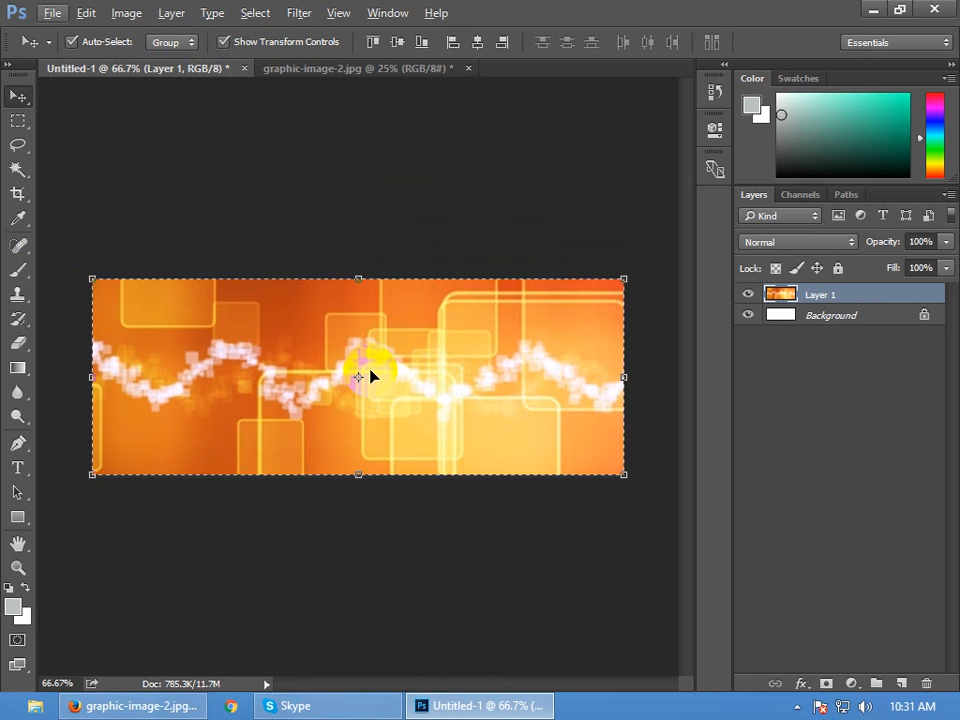 Ps File Edit Image Layer Type Select Filter View Window Help
Auto-Select: Group Show Transform Controls Essentials
Untitled-1 @ 66.7% (Layer 1, RGB/8) * × graphic-image-2.jpg @ 25% (RGB/8#) * ×
Color Swatches
Layers Channels Paths
Kind
Normal Opacity: 100%
Lock: Fill: 100%
Layer 1
Background
T
66.67% Doc: 785.3K/11.7M
fx
graphic-image-2.jpg... Skype Ps Untitled-1 @ 66.7% (... 10:31 AM